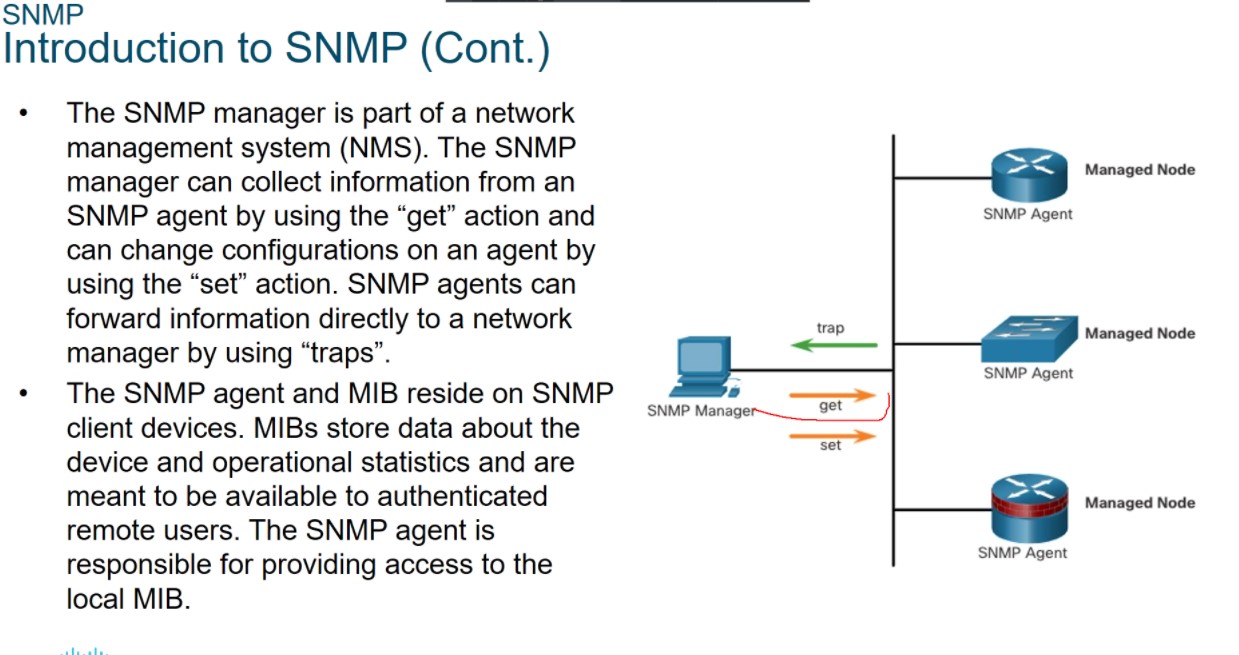 SNMP
Introduction to SNMP (Cont.)
• The SNMP manager is part of a network
management system (NMS). The SNMP
manager can collect information from an
SNMP agent by using the “get” action and
can change configurations on an agent by
using the “set” action. SNMP agents can
forward information directly to a network
manager by using “traps”.
• The SNMP agent and MIB reside on SNMP
client devices. MIBs store data about the
device and operational statistics and are
meant to be available to authenticated
remote users. The SNMP agent is
responsible for providing access to the
local MIB.
Managed Node
SNMP Agent
trap
Managed Node
SNMP Agent
SNMP Manager
get
set
Managed Node
SNMP Agent